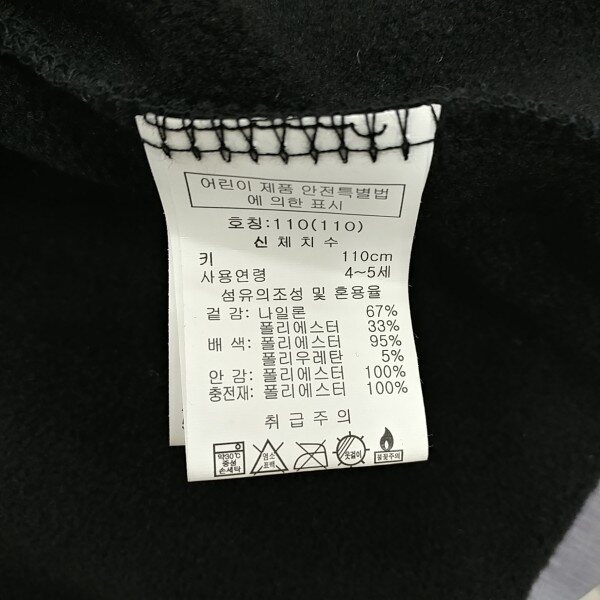 어린이 제품 안전특별법
에 의한 표시
호칭:110(110)
신체치수
키 110cm
사용연령 4~5세
섬유의조성 및 혼용율
겉 감: 나일론 67%
폴리에스터 33%
배 색: 폴리에스터 95%
폴리우레탄 5%
안 감: 폴리에스터 100%
충전재: 폴리에스터 100%
취급주의
약30℃
중성
손세탁
염소
표백
옷걸이
불꽃주의